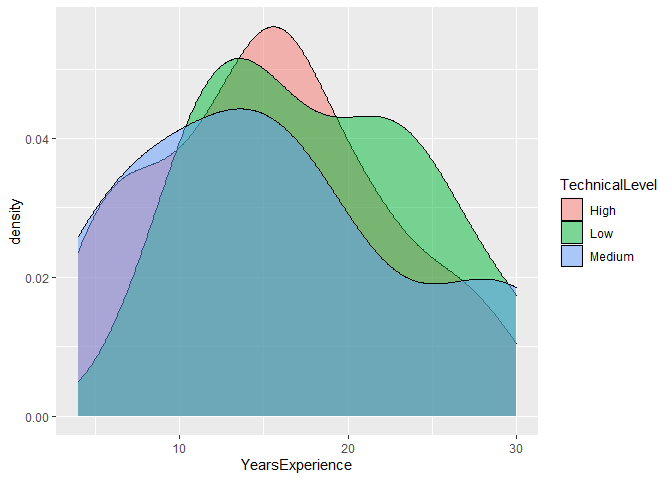 0.04
0.02
0.00
density
10
20
30
YearsExperience
TechnicalLevel
High
Low
Medium